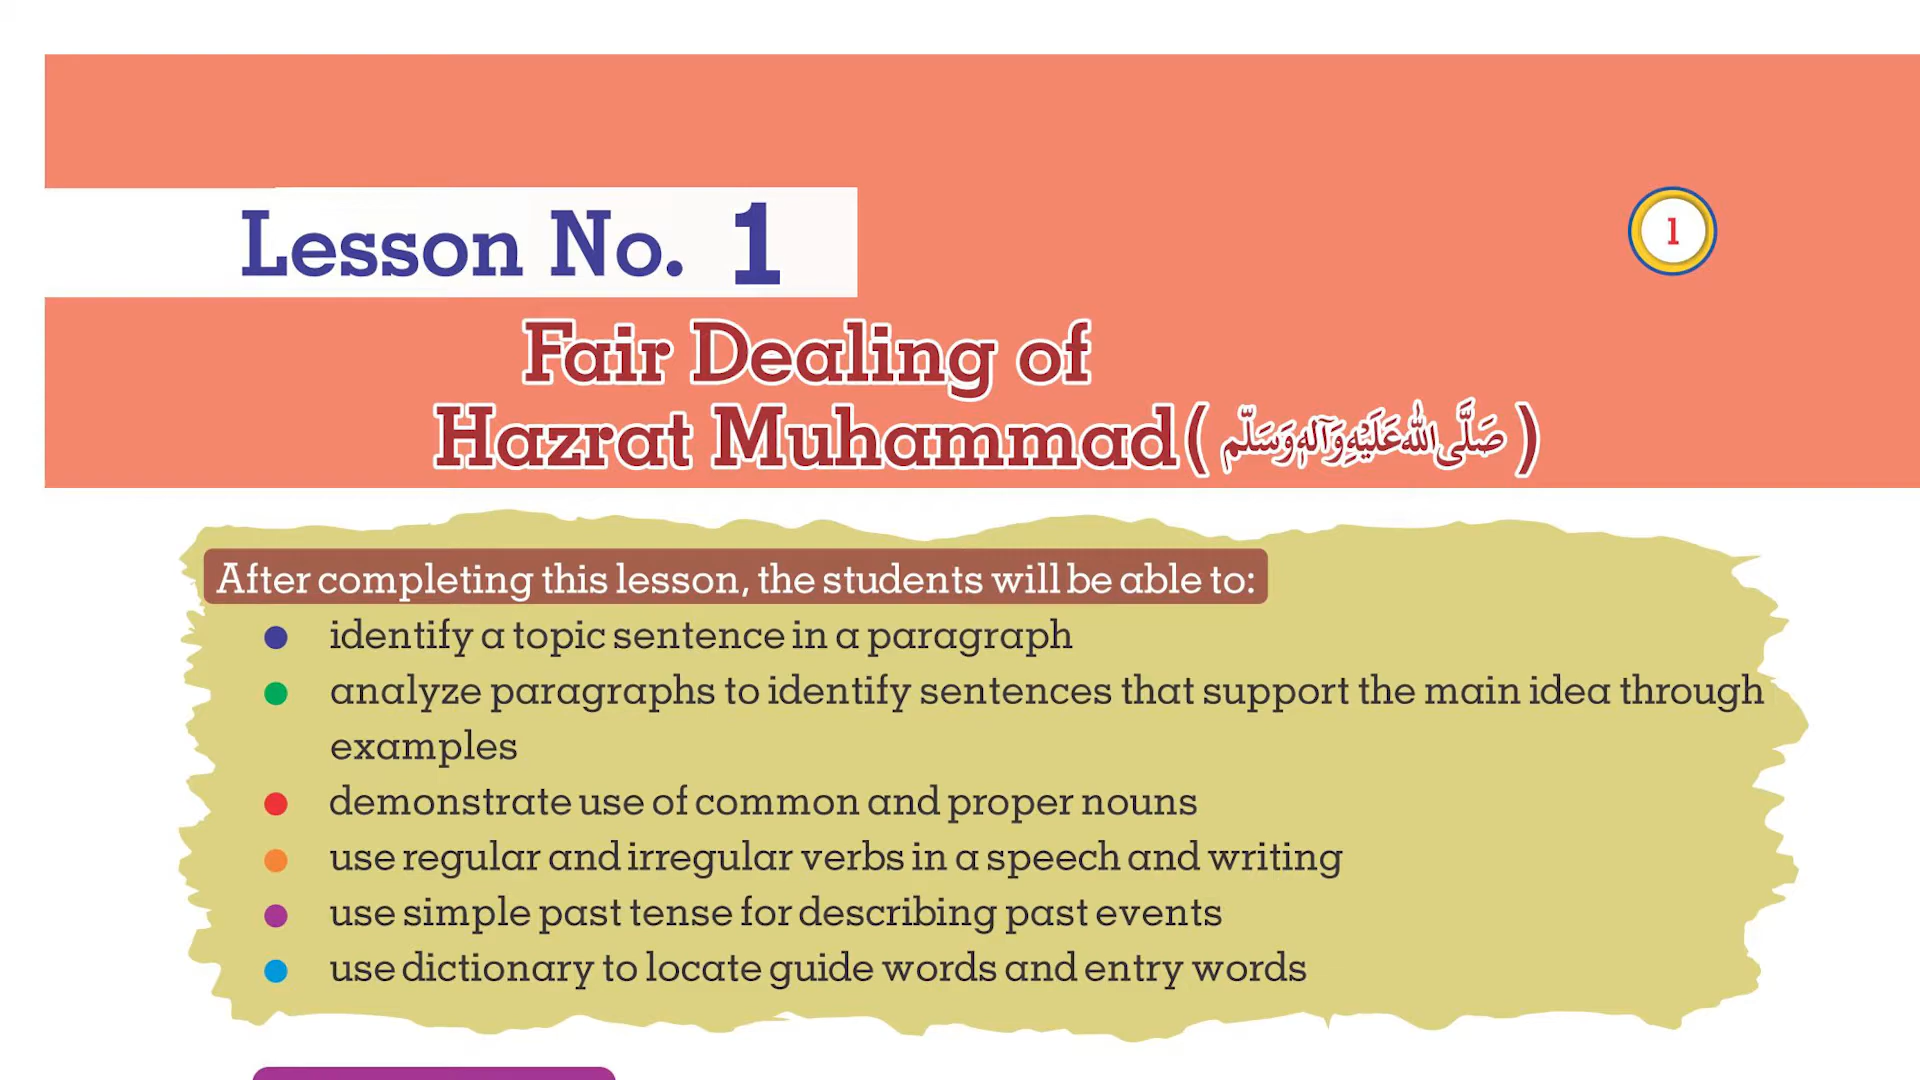 Lesson No. 1
1
Fair Dealing of
Hazrat Muhammad (صَلَّى اللّٰهُ عَلَيْهِ وَآلِهٖ وَسَلَّم)
After completing this lesson, the students will be able to:
identify a topic sentence in a paragraph
analyze paragraphs to identify sentences that support the main idea through
examples
demonstrate use of common and proper nouns
use regular and irregular verbs in a speech and writing
use simple past tense for describing past events
use dictionary to locate guide words and entry words